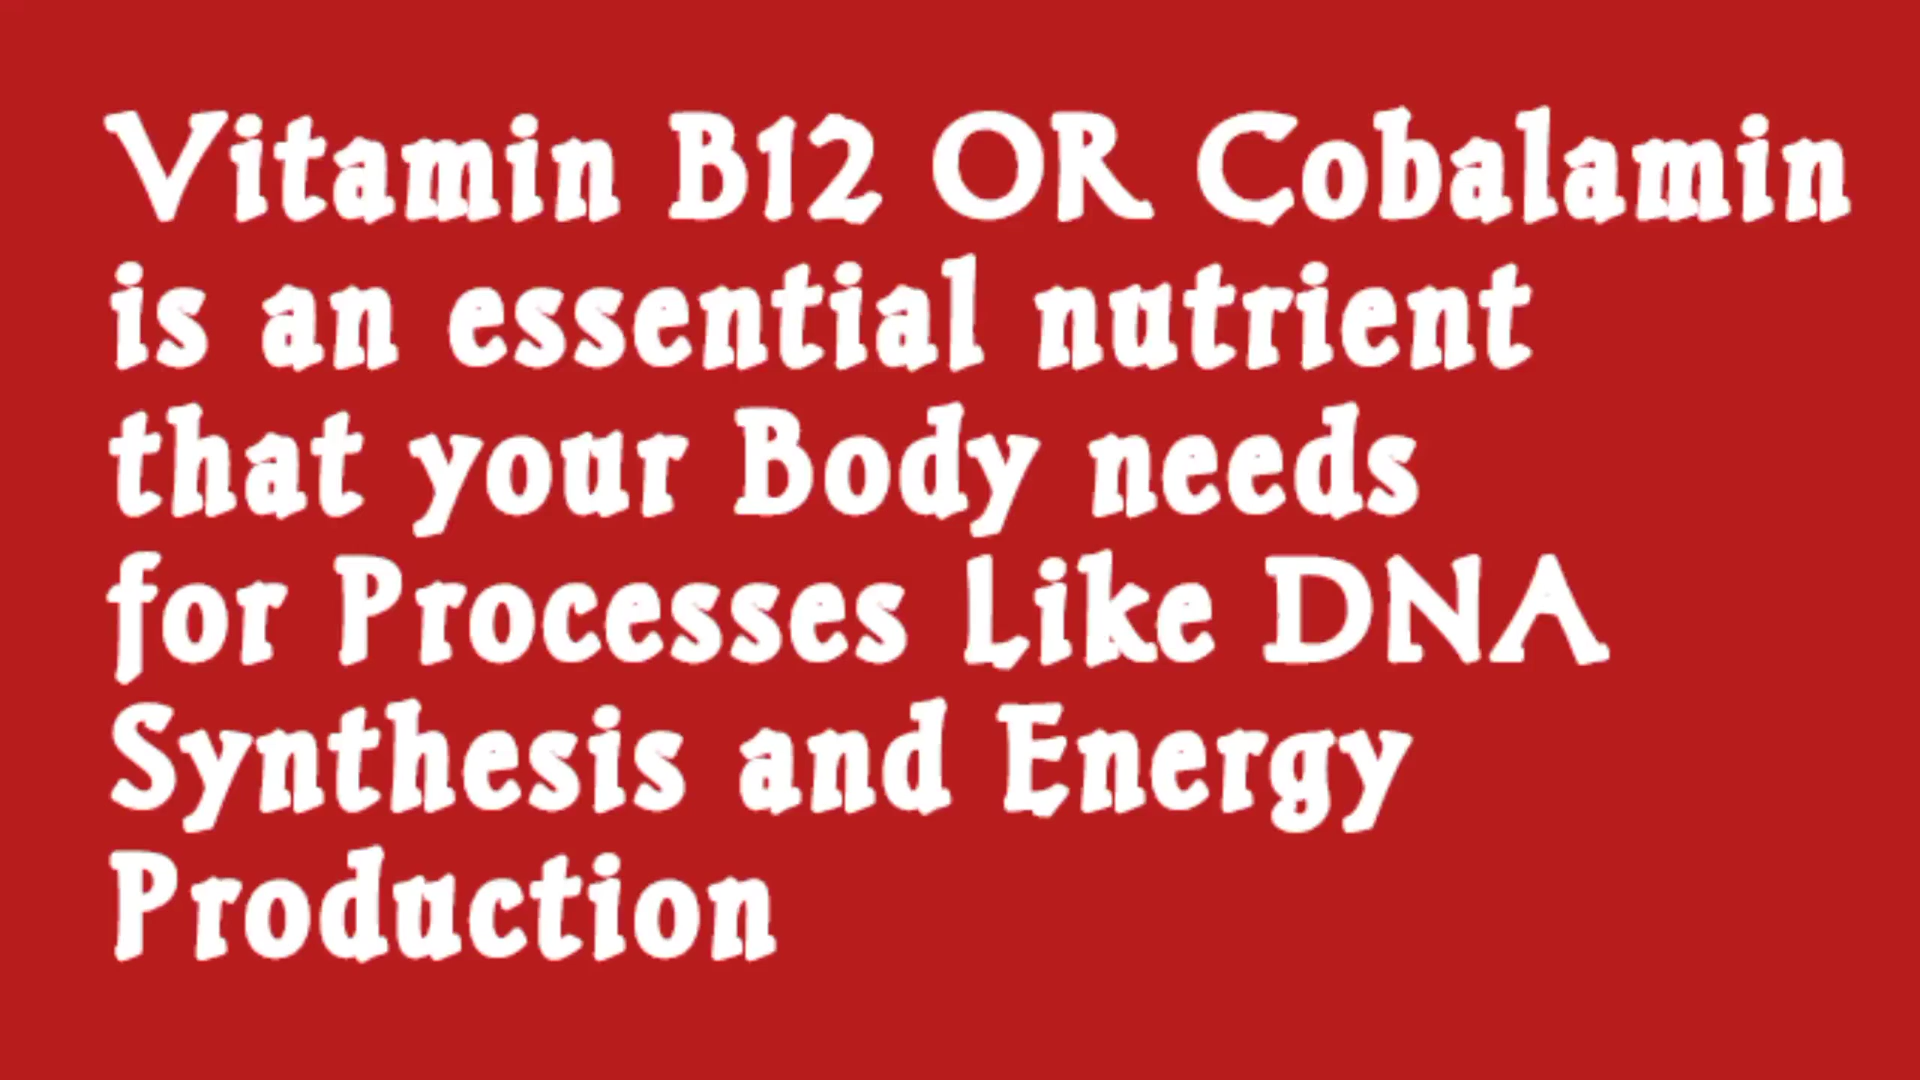 Vitamin B12 OR Cobalamin
is an essential nutrient
that your Body needs
for Processes Like DNA
Synthesis and Energy
Production